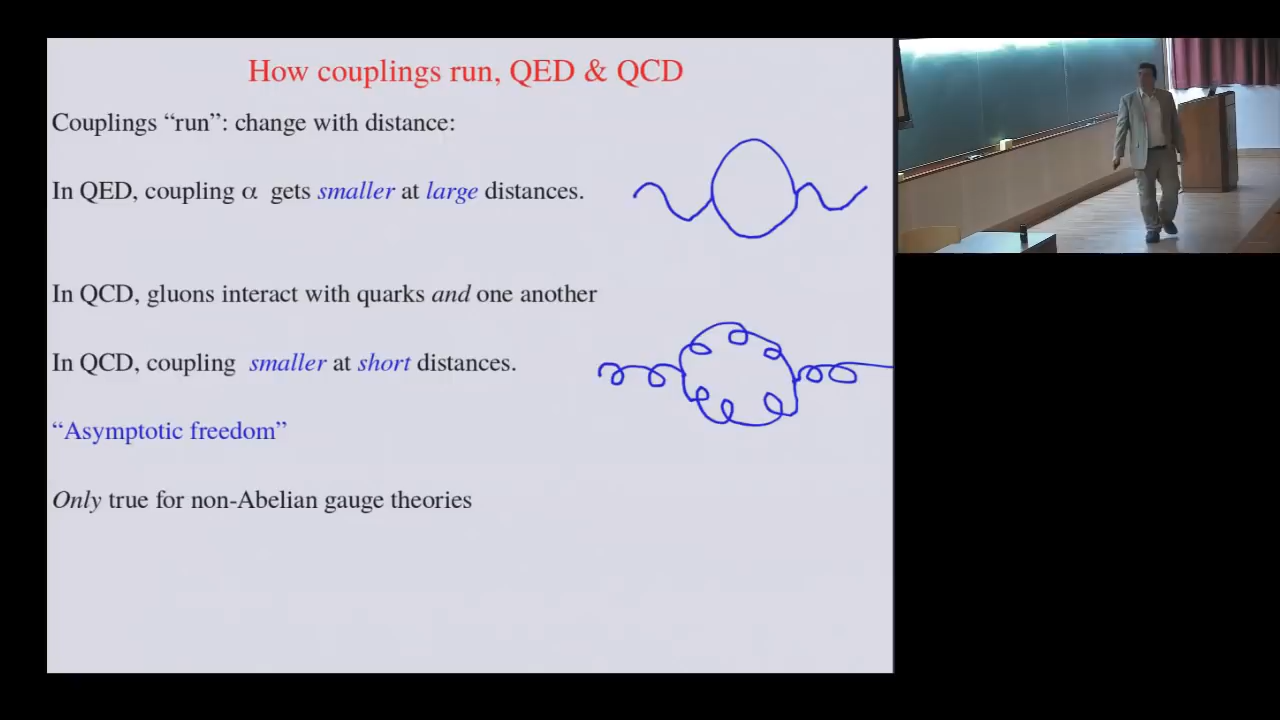 How couplings run, QED & QCD
Couplings “run”: change with distance:
In QED, coupling α gets smaller at large distances.
In QCD, gluons interact with quarks and one another
In QCD, coupling smaller at short distances.
“Asymptotic freedom”
Only true for non-Abelian gauge theories